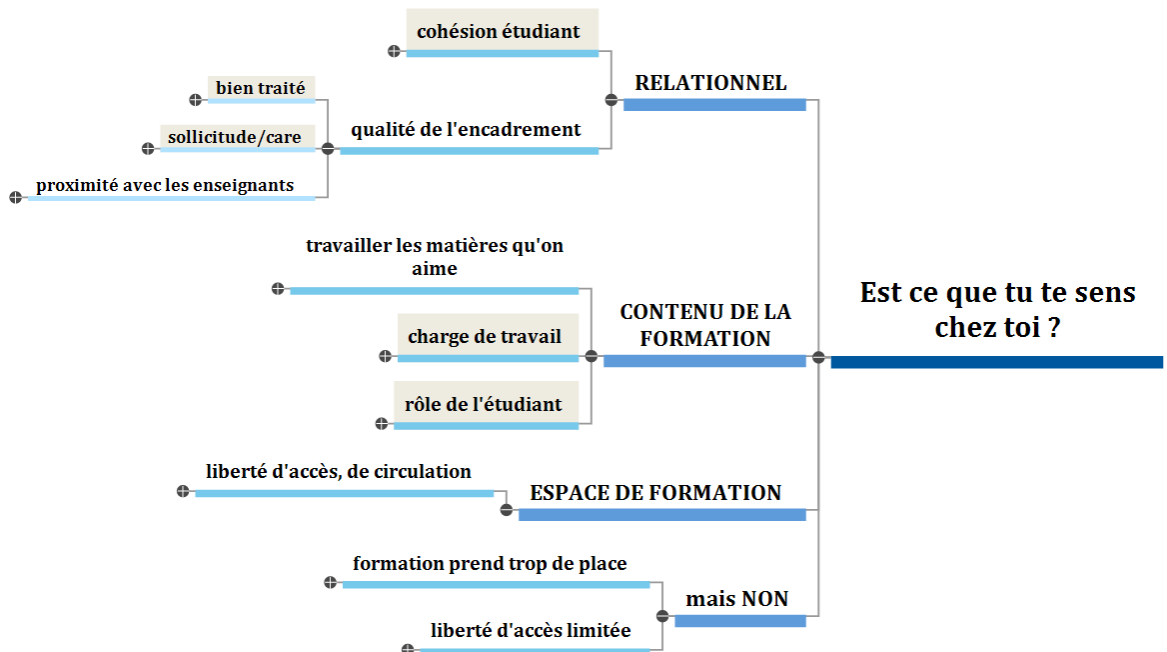 cohésion étudiant
RELATIONNEL
bien traité
qualité de l'encadrement
sollicitude/care
proximité avec les enseignants
travailler les matières qu'on
aime
Est ce que tu te sens
chez toi ?
CONTENU DE LA
FORMATION
charge de travail
rôle de l'étudiant
liberté d'accès, de circulation
ESPACE DE FORMATION
formation prend trop de place
mais NON
liberté d'accès limitée